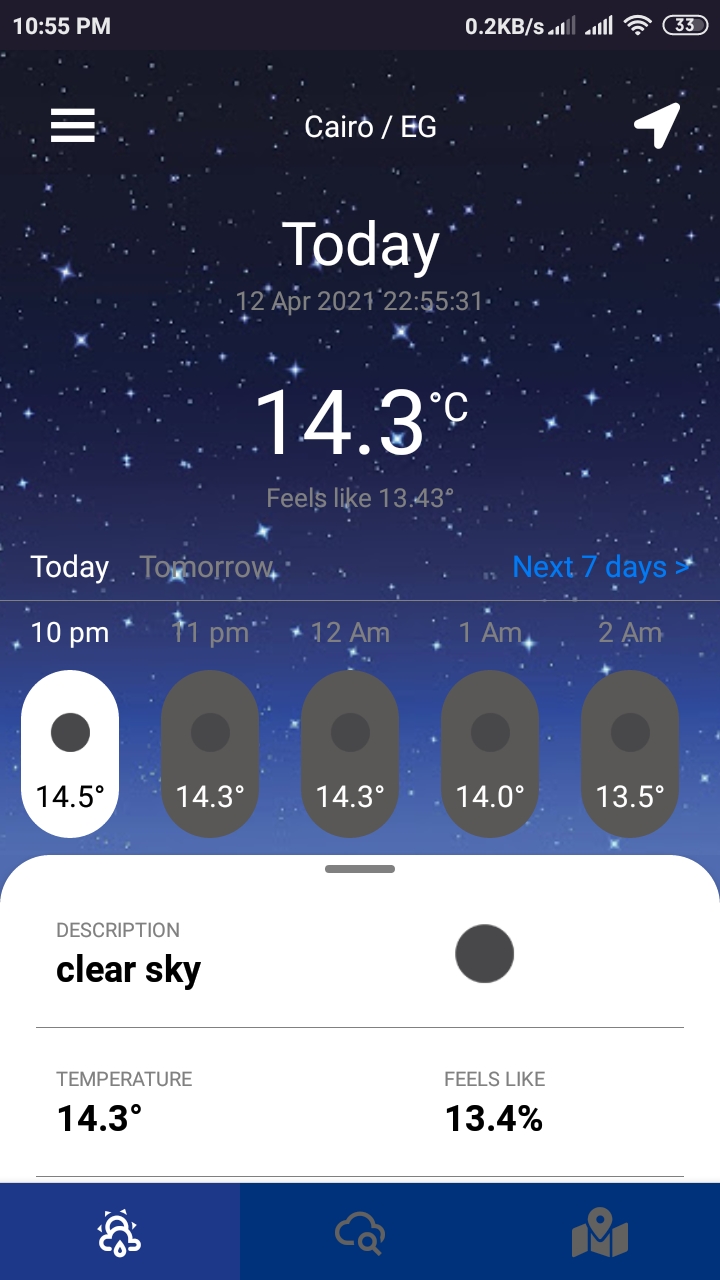 10:55 PM 0.2KB/s 33
Cairo / EG
Today
12 Apr 2021 22:55:31
14.3°C
Feels like 13.43°
Today Tomorrow Next 7 days >
10 pm 11 pm 12 Am 1 Am 2 Am
14.5° 14.3° 14.3° 14.0° 13.5°
DESCRIPTION
clear sky
TEMPERATURE FEELS LIKE
14.3° 13.4%